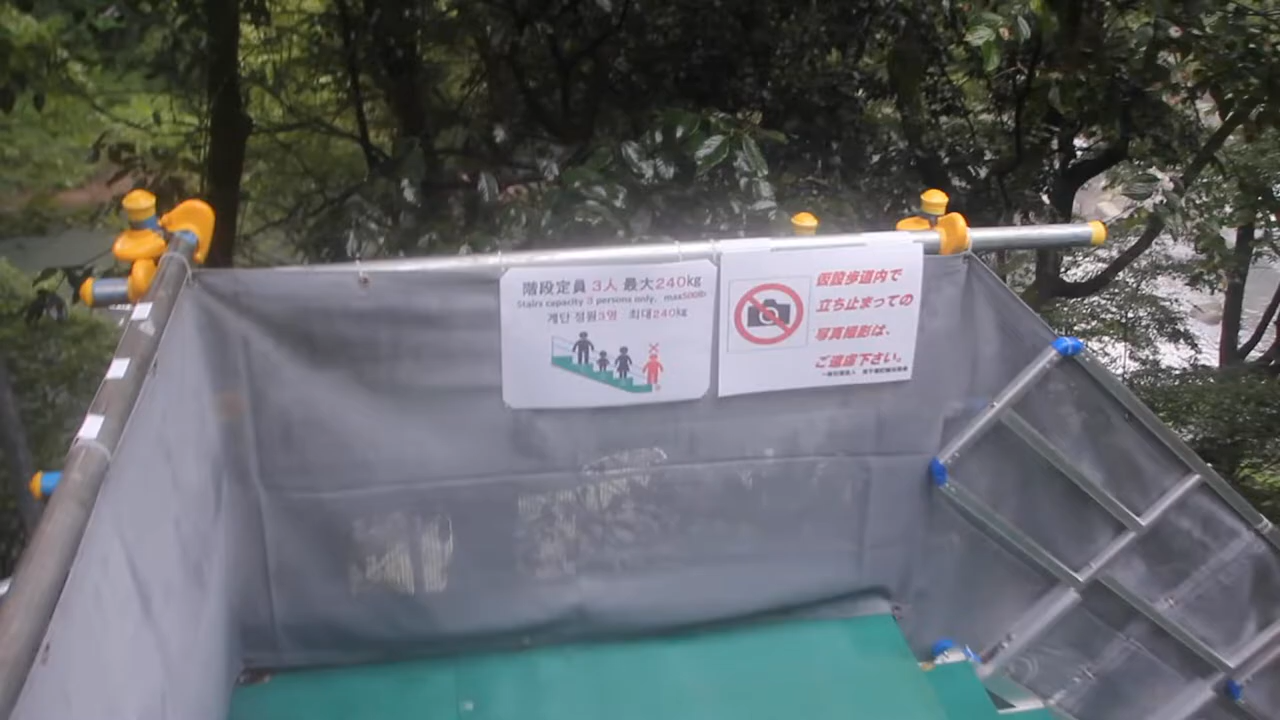 階段定員 3人 最大240kg
Stairs capacity 3 persons only, max500lb
계단 정원3명 최대240kg
仮設歩道内で
立ち止まっての
写真撮影は、
ご遠慮下さい。